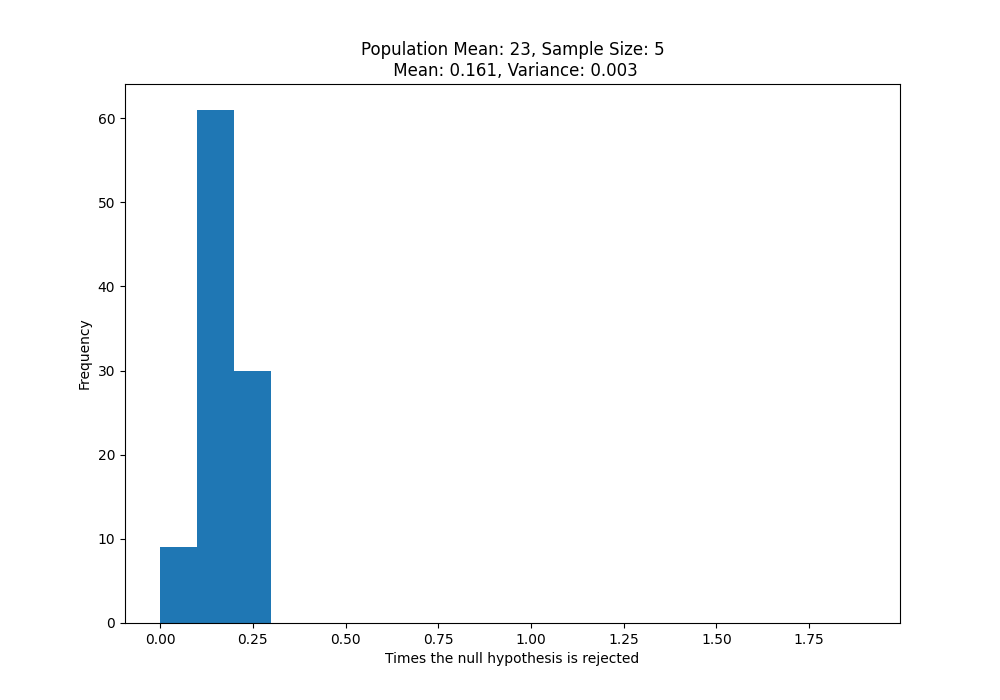 Population Mean: 23, Sample Size: 5
Mean: 0.161, Variance: 0.003
Frequency
60
50
40
30
20
10
0
0.00 0.25 0.50 0.75 1.00 1.25 1.50 1.75
Times the null hypothesis is rejected